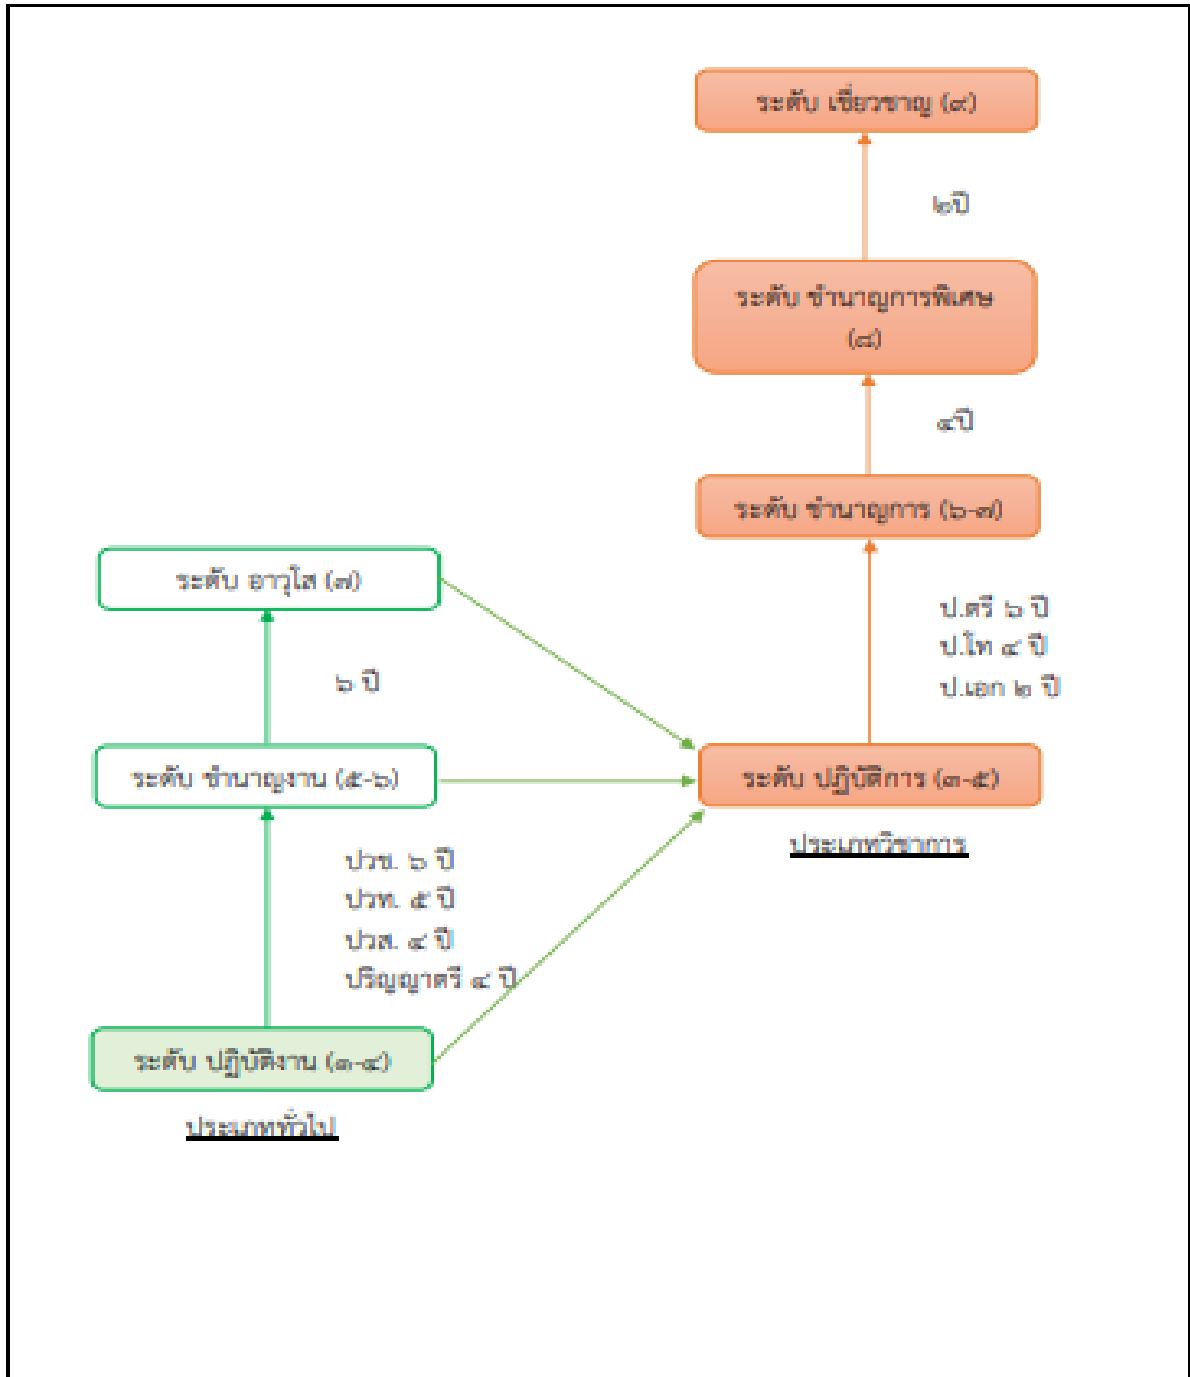 ระดับ เชี่ยวชาญ (๙)
๒ปี
ระดับ ชำนาญการพิเศษ
(๘)
๔ปี
ระดับ ชำนาญการ (๖-๗)
ป.ตรี ๖ ปี
ป.โท ๔ ปี
ป.เอก ๒ ปี
ระดับ ปฏิบัติการ (๓-๕)
ประเภทวิชาการ
ระดับ อาวุโส (๗)
๖ ปี
ระดับ ชำนาญงาน (๕-๖)
ปวช. ๖ ปี
ปวท. ๕ ปี
ปวส. ๔ ปี
ปริญญาตรี ๔ ปี
ระดับ ปฏิบัติงาน (๑-๔)
ประเภททั่วไป